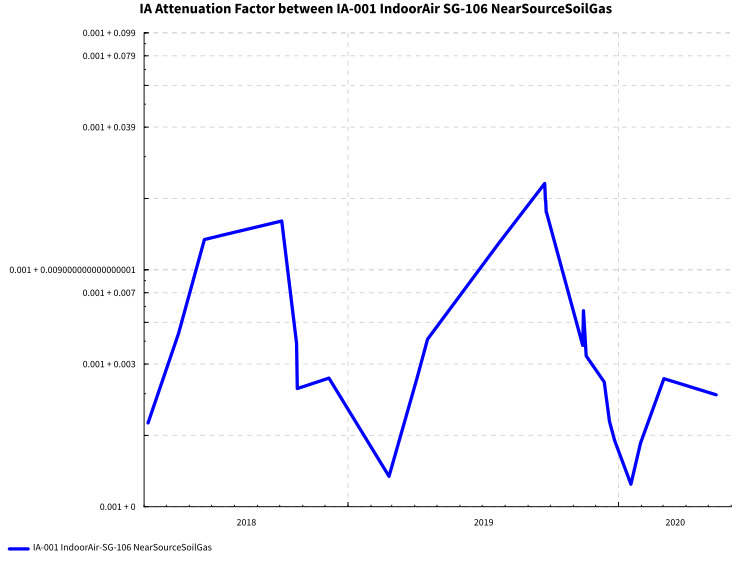 IA Attenuation Factor between IA-001 IndoorAir SG-106 NearSourceSoilGas
0.001 + 0.099
0.001 + 0.079
0.001 + 0.039
0.001 + 0.009000000000000001
0.001 + 0.007
0.001 + 0.003
0.001 + 0
2018 2019 2020
IA-001 IndoorAir-SG-106 NearSourceSoilGas